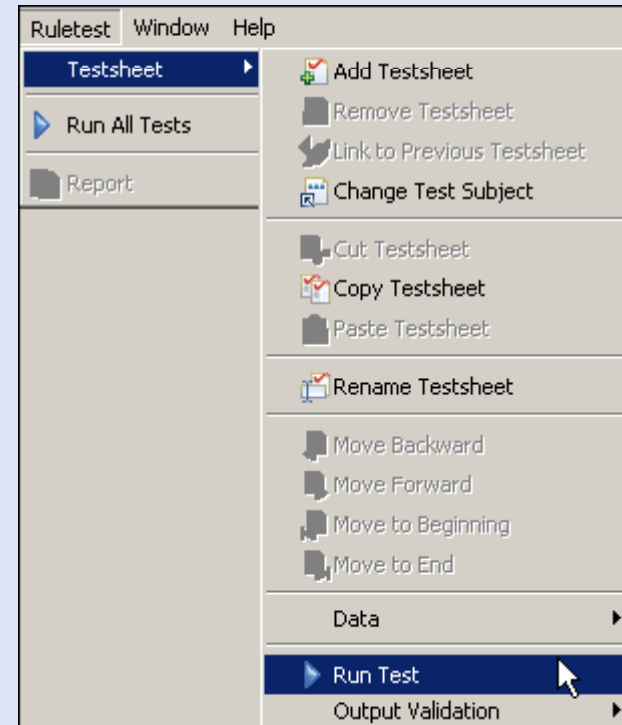 Ruletest Window Help
Testsheet
Run All Tests
Report
Add Testsheet
Remove Testsheet
Link to Previous Testsheet
Change Test Subject
Cut Testsheet
Copy Testsheet
Paste Testsheet
Rename Testsheet
Move Backward
Move Forward
Move to Beginning
Move to End
Data
Run Test
Output Validation